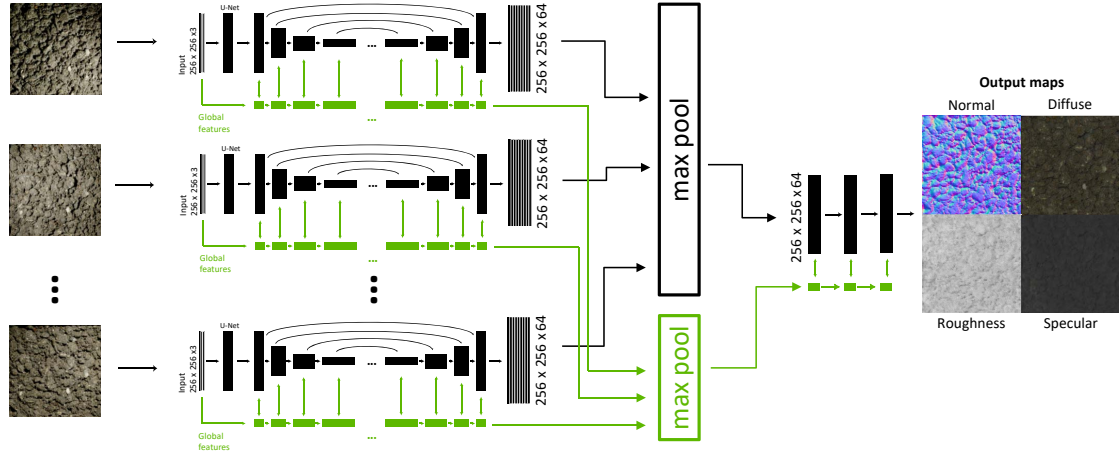 U-Net
Input
256 x 256 x3
Global
features
...
...
256 x 256 x 64
U-Net
Input
256 x 256 x3
Global
features
...
...
256 x 256 x 64
U-Net
Input
256 x 256 x3
Global
features
...
...
256 x 256 x 64
max pool
max pool
256 x 256 x 64
Output maps
Normal
Diffuse
Roughness
Specular